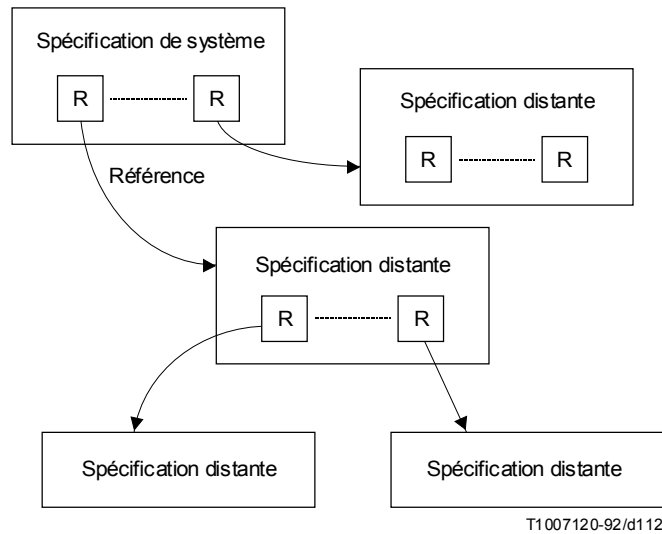 Spécification de système
R R
Spécification distante
R R
Référence
Spécification distante
R R
Spécification distante
Spécification distante
T1007120-92/d112